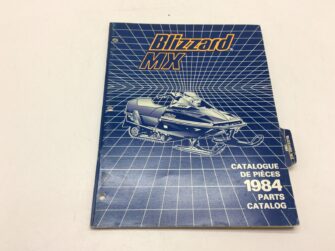 Blizzard
MX
CATALOGUE
DE PIÈCES
1984
PARTS
CATALOG